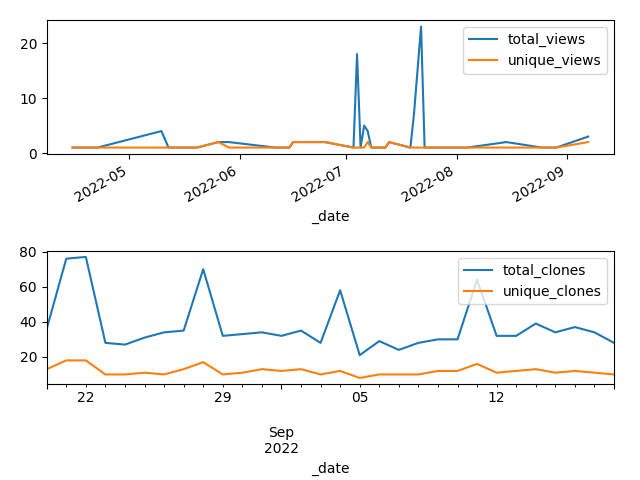 20
10
0
total_views
unique_views
2022-05
2022-06
2022-07
2022-08
2022-09
_date
80
60
40
20
total_clones
unique_clones
22
29
05
12
Sep
2022
_date